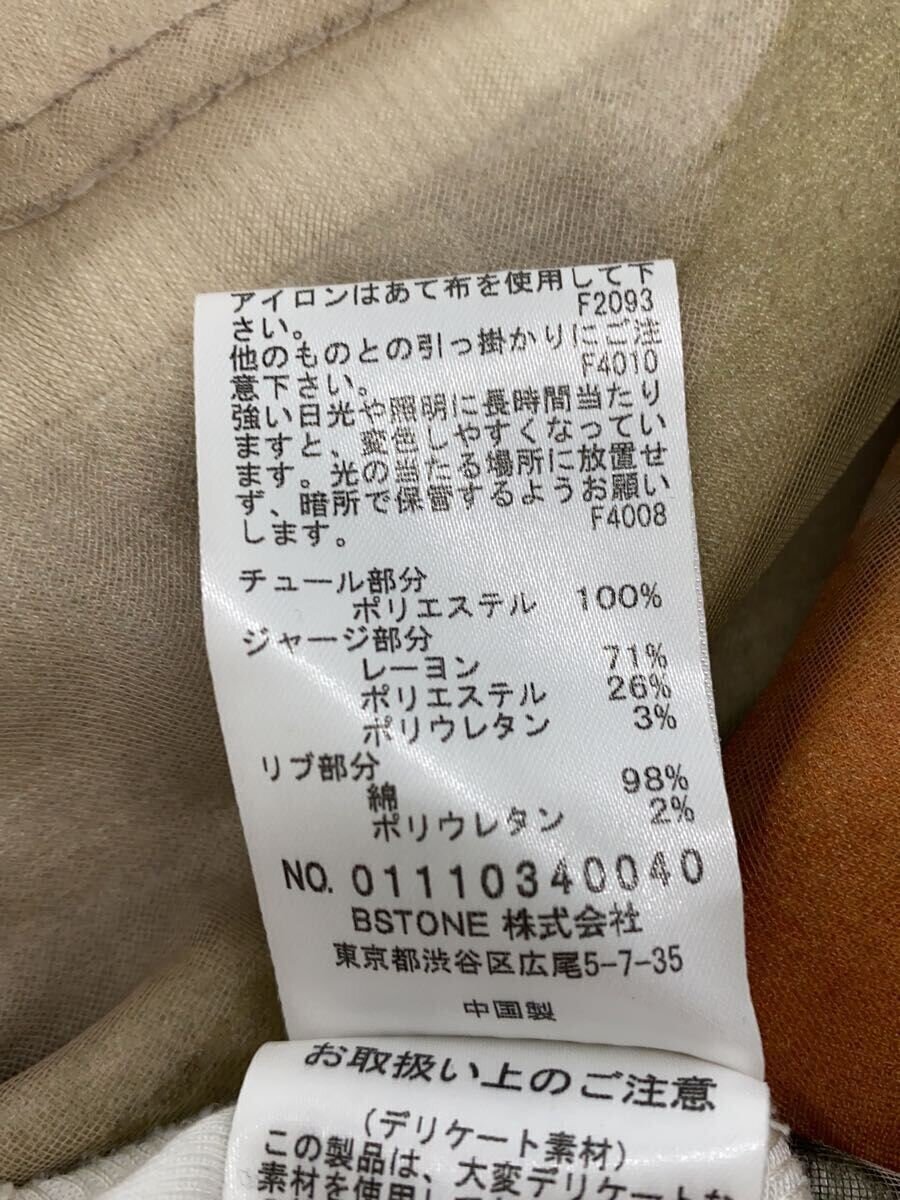 アイロンはあて布を使用して下
さい。 F2093
他のものとの引っ掛かりにご注
意下さい。 F4010
強い日光や照明に長時間当たり
ますと、変色しやすくなってい
ます。光の当たる場所に放置せ
ず、暗所で保管するようお願い
します。 F4008
チュール部分
ポリエステル 100%
ジャージ部分
レーヨン 71%
ポリエステル 26%
ポリウレタン 3%
リブ部分
綿 98%
ポリウレタン 2%
NO. 01110340040
BSTONE 株式会社
東京都渋谷区広尾5-7-35
中国製
お取扱い上のご注意
(デリケート素材)
この製品は、大変デリケートな
素材を使用し